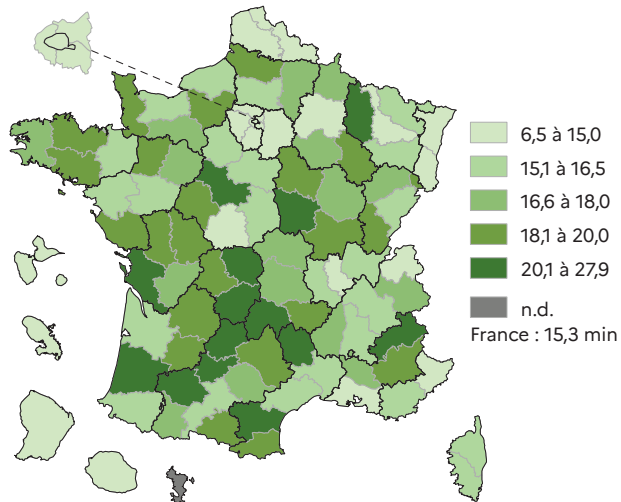 6,5 à 15,0
15,1 à 16,5
16,6 à 18,0
18,1 à 20,0
20,1 à 27,9
n.d.
France : 15,3 min